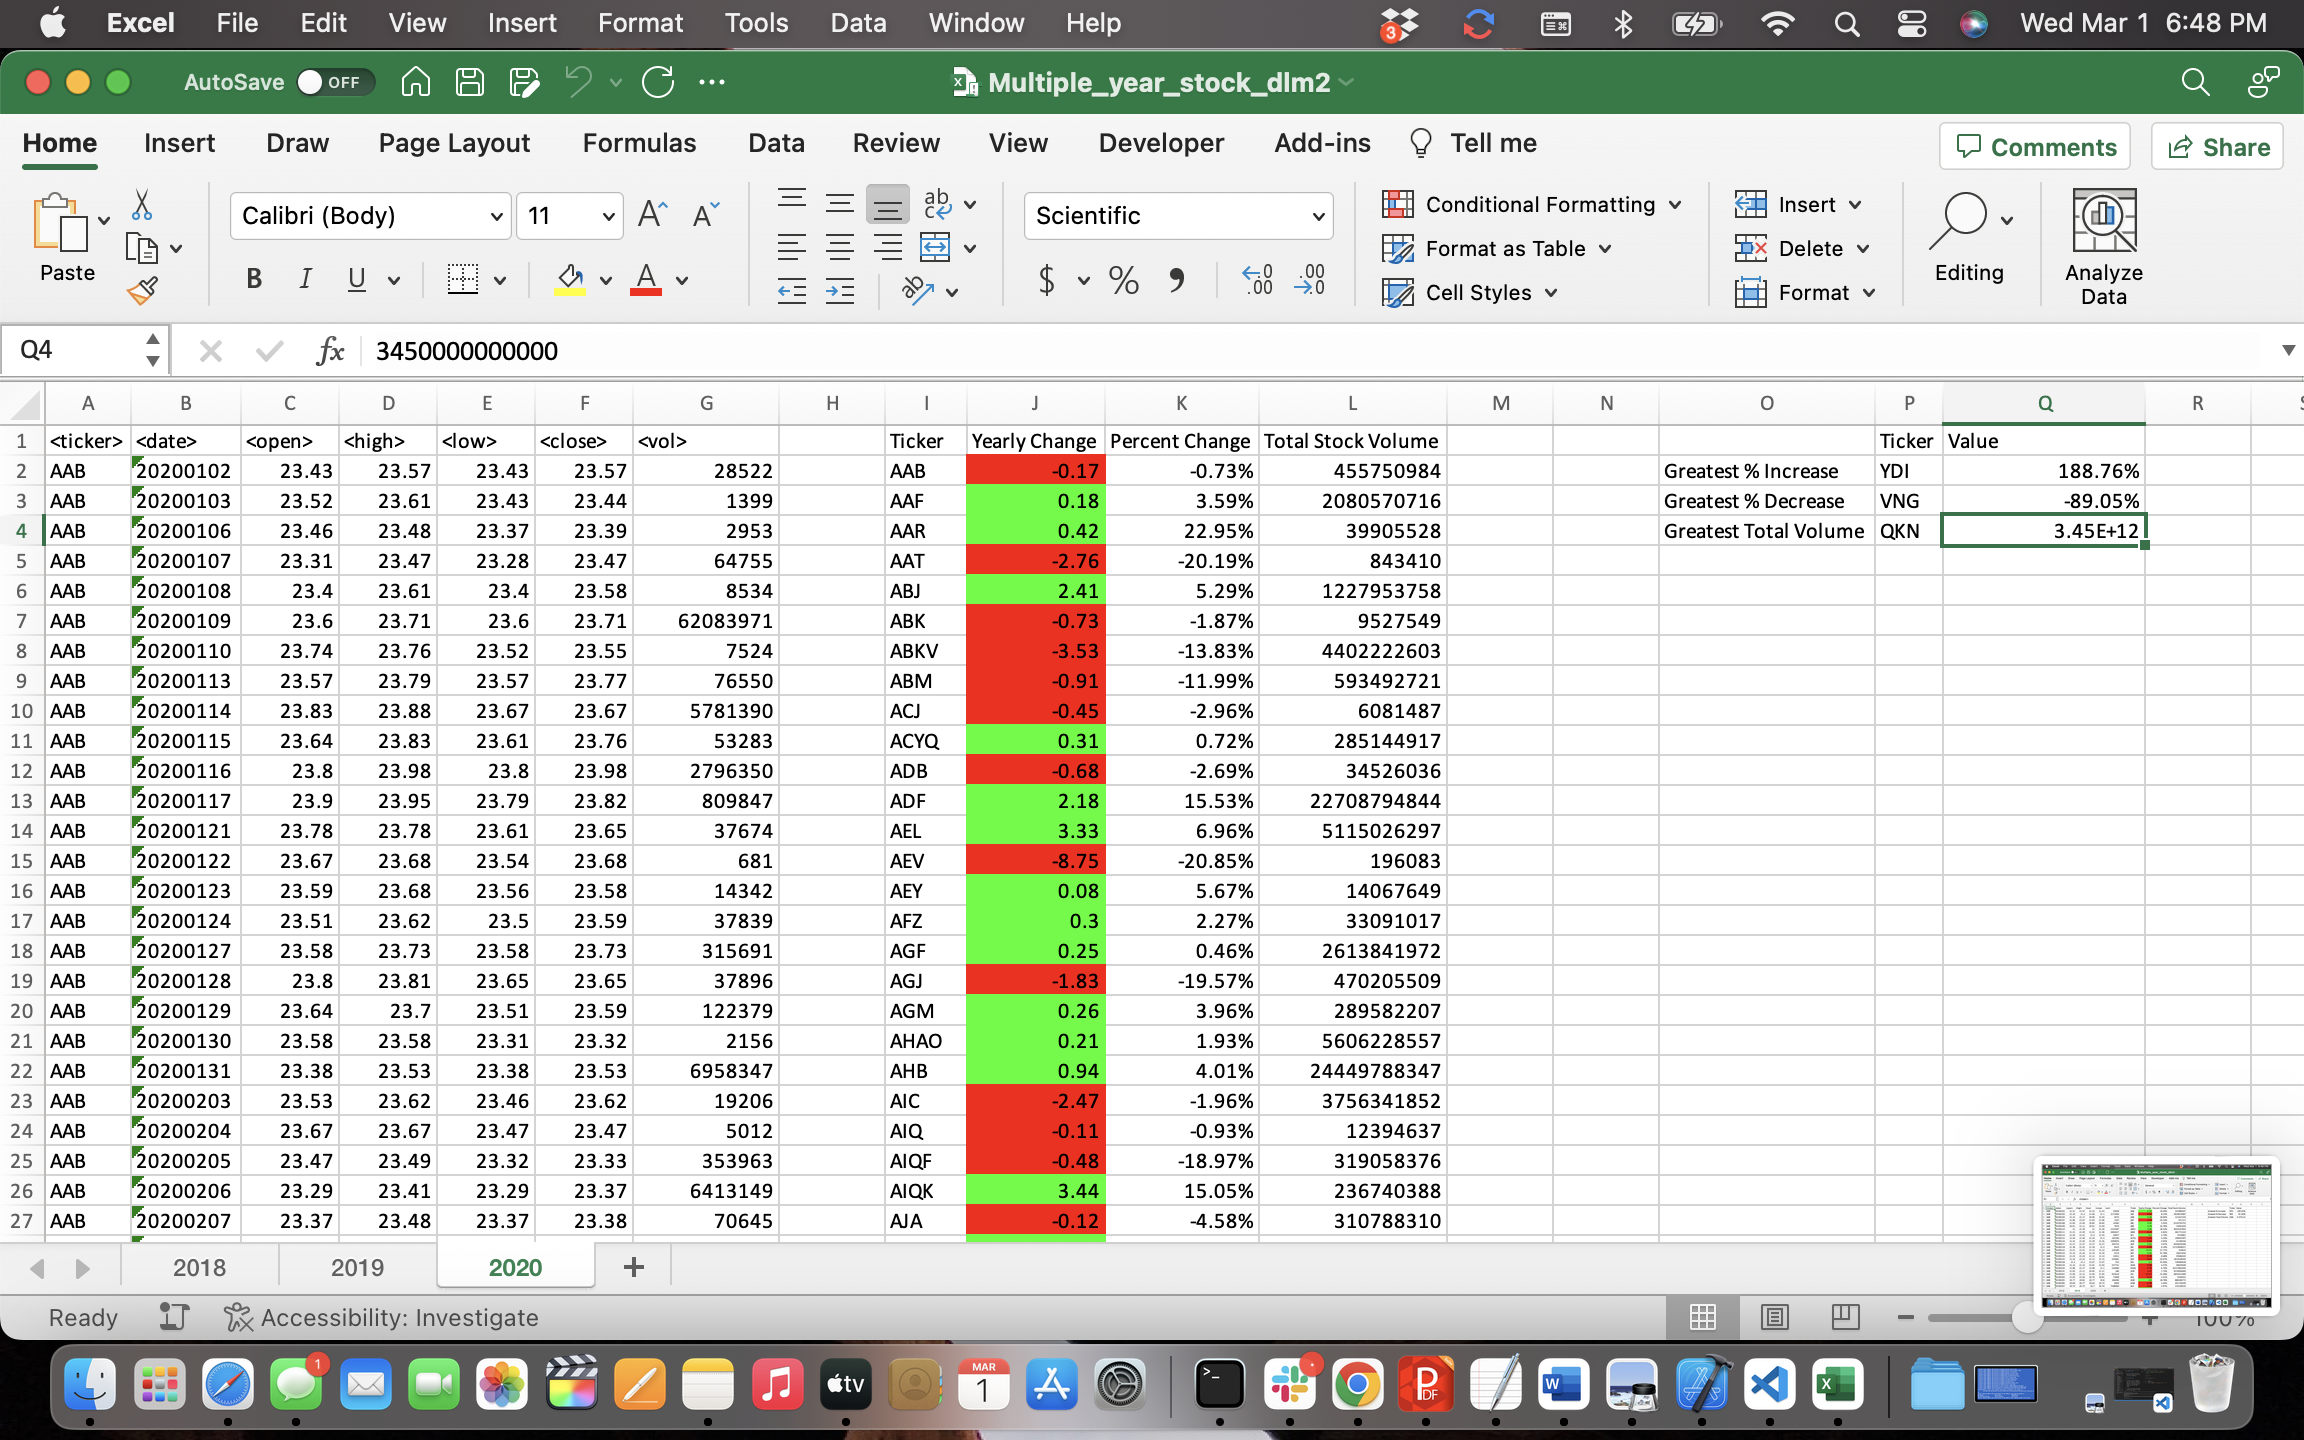 Excel File Edit View Insert Format Tools Data Window Help 3 Wed Mar 1 6:48 PM
AutoSave OFF Multiple_year_stock_dlm2
Home Insert Draw Page Layout Formulas Data Review View Developer Add-ins Tell me Comments Share
Paste Calibri (Body) 11 Scientific Conditional Formatting Format as Table Cell Styles Insert Delete Format Editing Analyze Data
Q4 fx 3450000000000
A B C D E F G H I J K L M N O P Q R S
1 <ticker> <date> <open> <high> <low> <close> <vol> Ticker Yearly Change Percent Change Total Stock Volume Ticker Value
2 AAB 20200102 23.43 23.57 23.43 23.57 28522 AAB -0.17 -0.73% 455750984 Greatest % Increase YDI 188.76%
3 AAB 20200103 23.52 23.61 23.43 23.44 1399 AAF 0.18 3.59% 2080570716 Greatest % Decrease VNG -89.05%
4 AAB 20200106 23.46 23.48 23.37 23.39 2953 AAR 0.42 22.95% 39905528 Greatest Total Volume QKN 3.45E+12
5 AAB 20200107 23.31 23.47 23.28 23.47 64755 AAT -2.76 -20.19% 843410
6 AAB 20200108 23.4 23.61 23.4 23.58 8534 ABJ 2.41 5.29% 1227953758
7 AAB 20200109 23.6 23.71 23.6 23.71 62083971 ABK -0.73 -1.87% 9527549
8 AAB 20200110 23.74 23.76 23.52 23.55 7524 ABKV -3.53 -13.83% 4402222603
9 AAB 20200113 23.57 23.79 23.57 23.77 76550 ABM -0.91 -11.99% 593492721
10 AAB 20200114 23.83 23.88 23.67 23.67 5781390 ACJ -0.45 -2.96% 6081487
11 AAB 20200115 23.64 23.83 23.61 23.76 53283 ACYQ 0.31 0.72% 285144917
12 AAB 20200116 23.8 23.98 23.8 23.98 2796350 ADB -0.68 -2.69% 34526036
13 AAB 20200117 23.9 23.95 23.79 23.82 809847 ADF 2.18 15.53% 22708794844
14 AAB 20200121 23.78 23.78 23.61 23.65 37674 AEL 3.33 6.96% 5115026297
15 AAB 20200122 23.67 23.68 23.54 23.68 681 AEV -8.75 -20.85% 196083
16 AAB 20200123 23.59 23.68 23.56 23.58 14342 AEY 0.08 5.67% 14067649
17 AAB 20200124 23.51 23.62 23.5 23.59 37839 AFZ 0.3 2.27% 33091017
18 AAB 20200127 23.58 23.73 23.58 23.73 315691 AGF 0.25 0.46% 2613841972
19 AAB 20200128 23.8 23.81 23.65 23.65 37896 AGJ -1.83 -19.57% 470205509
20 AAB 20200129 23.64 23.7 23.51 23.59 122379 AGM 0.26 3.96% 289582207
21 AAB 20200130 23.58 23.58 23.31 23.32 2156 AHAO 0.21 1.93% 5606228557
22 AAB 20200131 23.38 23.53 23.38 23.53 6958347 AHB 0.94 4.01% 24449788347
23 AAB 20200203 23.53 23.62 23.46 23.62 19206 AIC -2.47 -1.96% 3756341852
24 AAB 20200204 23.67 23.67 23.47 23.47 5012 AIQ -0.11 -0.93% 12394637
25 AAB 20200205 23.47 23.49 23.32 23.33 353963 AIQF -0.48 -18.97% 319058376
26 AAB 20200206 23.29 23.41 23.29 23.37 6413149 AIQK 3.44 15.05% 236740388
27 AAB 20200207 23.37 23.48 23.37 23.38 70645 AJA -0.12 -4.58% 310788310
2018 2019 2020 +
Ready Accessibility: Investigate 100%
1 tv MAR 1 PDF W X